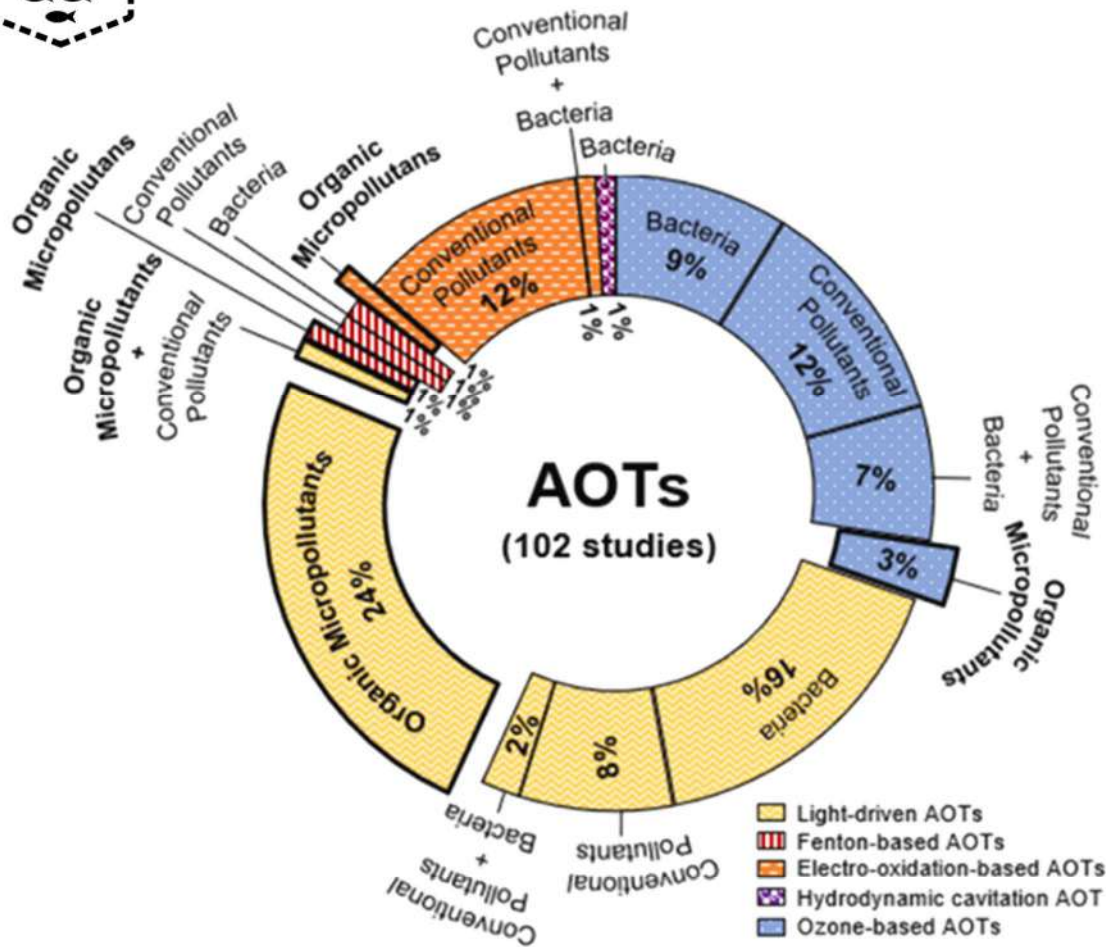 Conventional
Pollutants
+
Bacteria
Bacteria
Bacteria
9%
Conventional
Pollutants
12%
7%
Conventional
Pollutants
+
Bacteria
3%
Organic
Micropollutants
Bacteria
16%
Conventional
Pollutants
8%
Conventional
Pollutants
+
Bacteria
2%
Organic Micropollutants
24%
Organic
Micropollutants
+
Conventional
Pollutants
Organic
Micropollutans
Conventional
Pollutants
Bacteria
Organic
Micropollutans
Conventional
Pollutants
12%
1%
1%
1%
1%
1%
1%
1%
AOTs
(102 studies)
Light-driven AOTs
Fenton-based AOTs
Electro-oxidation-based AOTs
Hydrodynamic cavitation AOT
Ozone-based AOTs